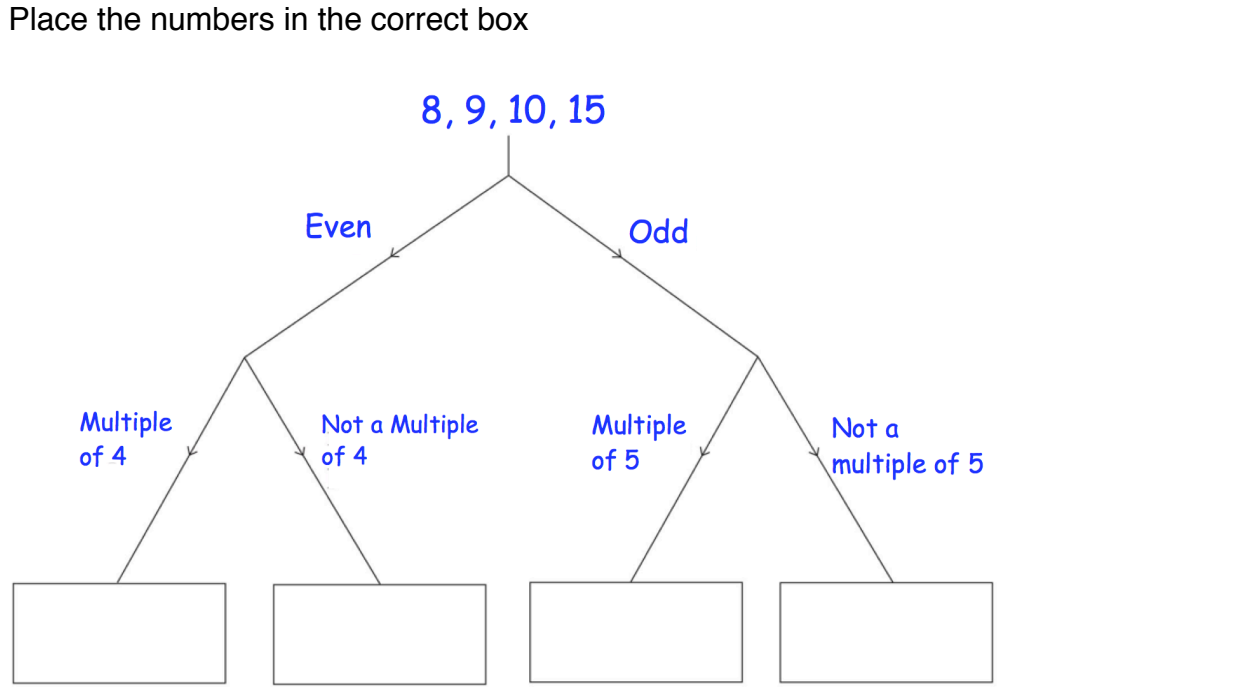 Place the numbers in the correct box
8, 9, 10, 15
Even
Odd
Multiple
of 4
Not a Multiple
of 4
Multiple
of 5
Not a
multiple of 5